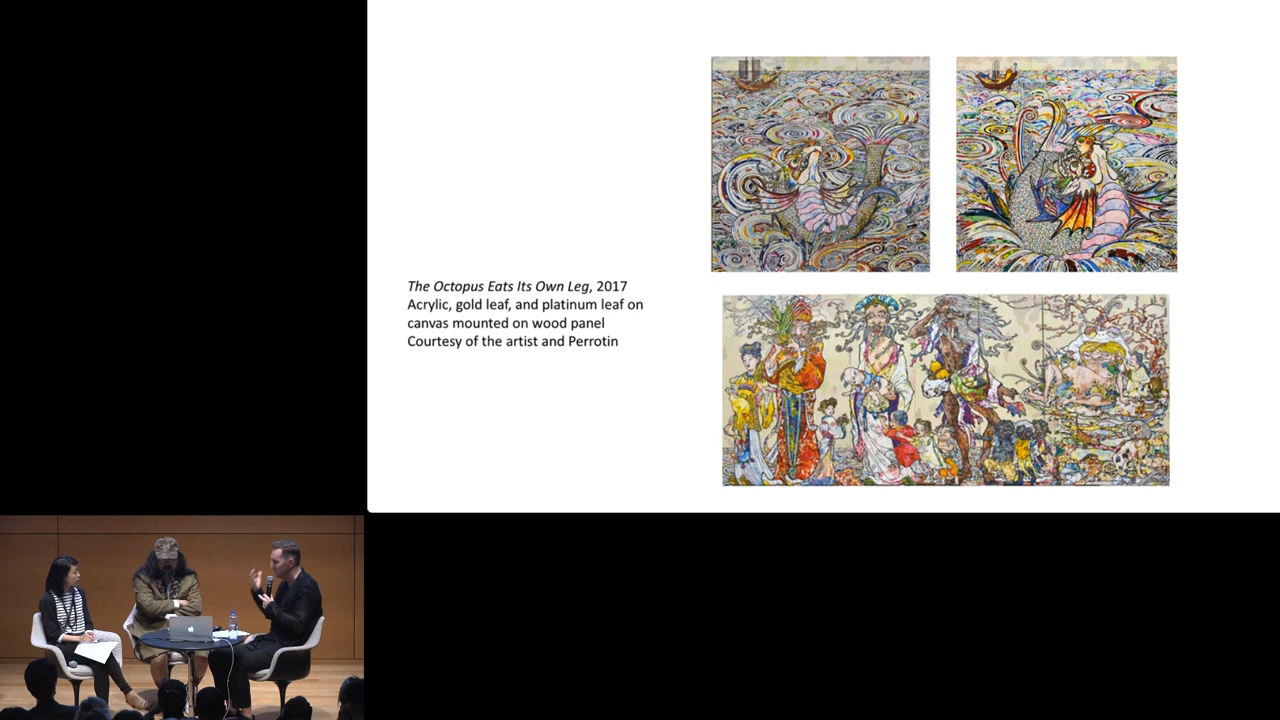 The Octopus Eats Its Own Leg, 2017
Acrylic, gold leaf, and platinum leaf on
canvas mounted on wood panel
Courtesy of the artist and Perrotin